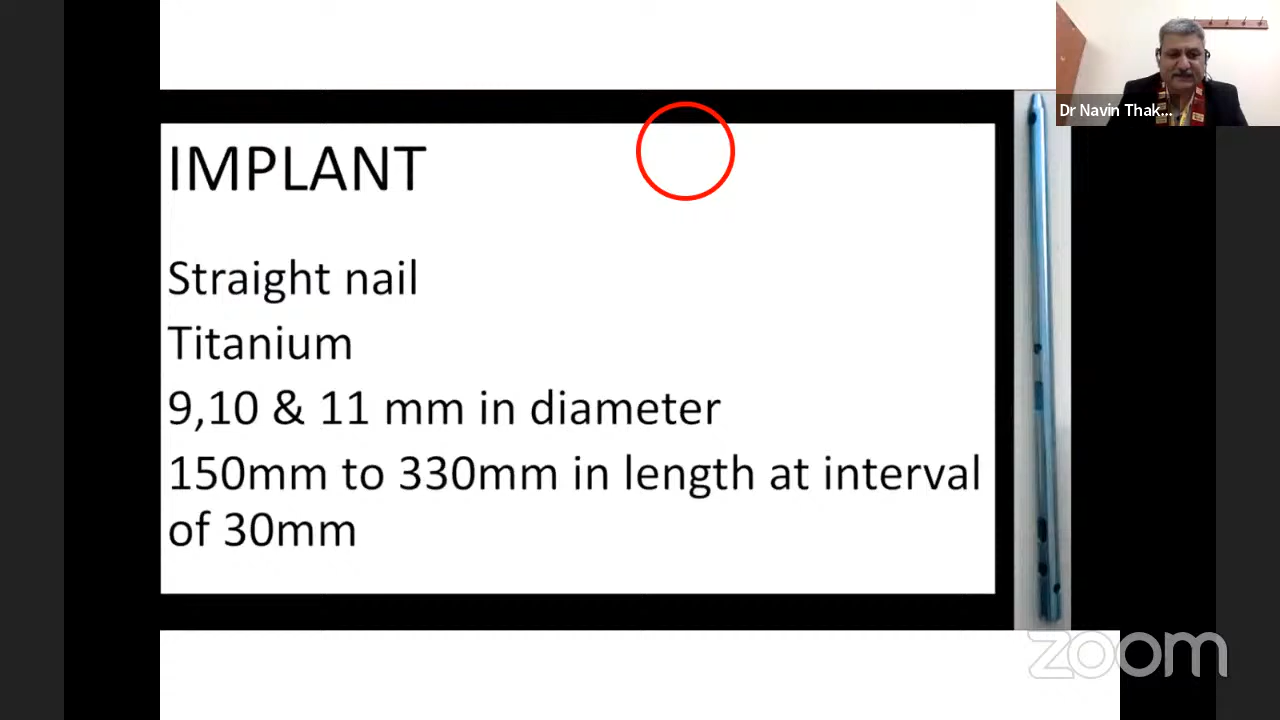 Dr Navin Thak...
IMPLANT
Straight nail
Titanium
9,10 & 11 mm in diameter
150mm to 330mm in length at interval
of 30mm
zoom